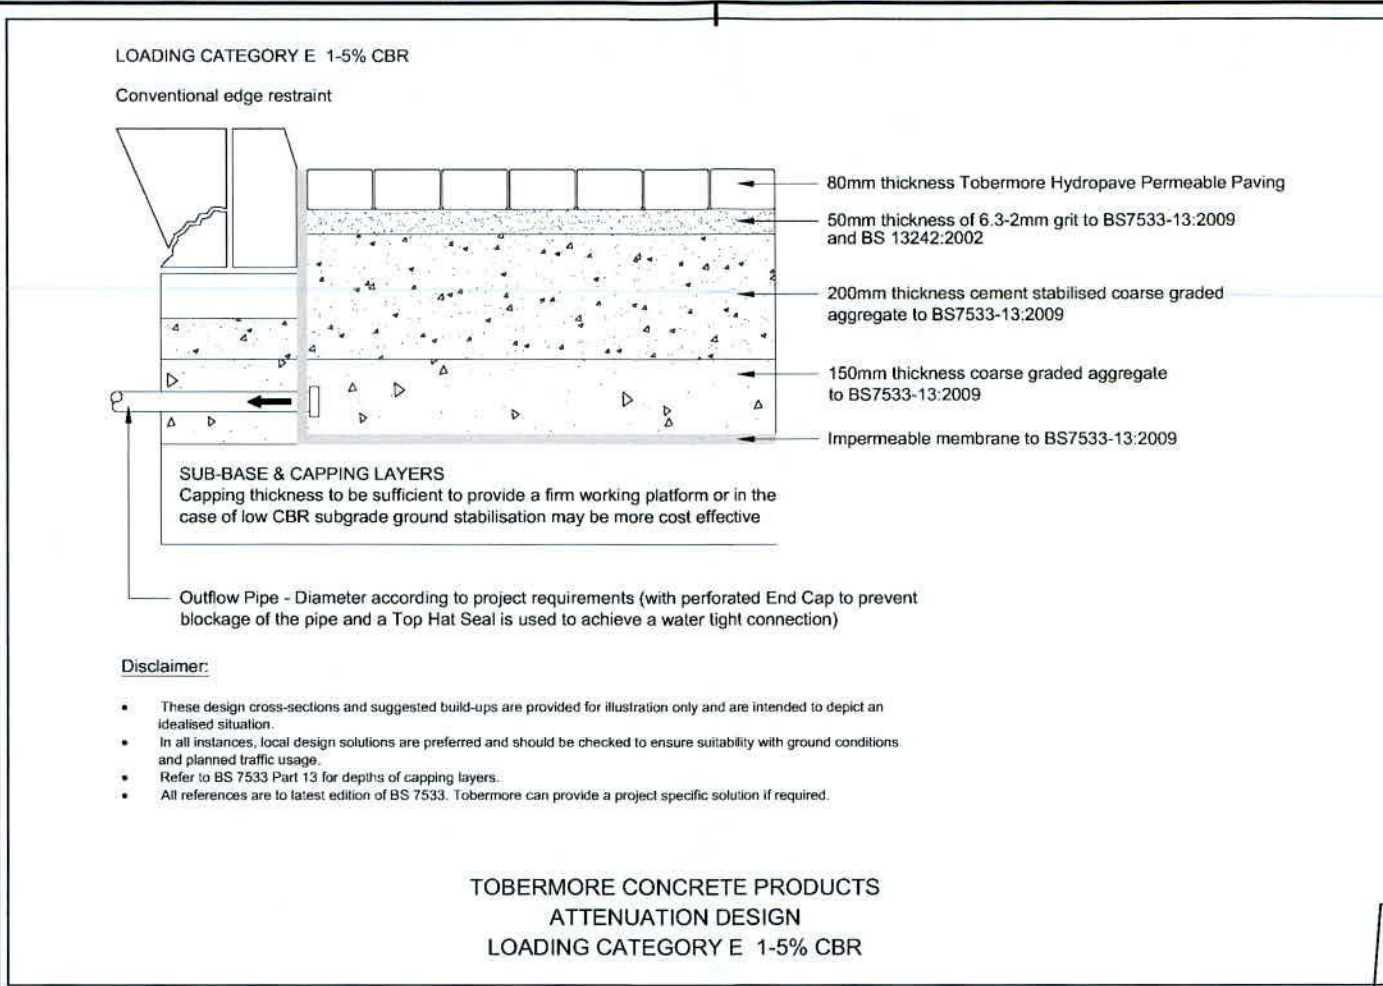 LOADING CATEGORY E 1-5% CBR
Conventional edge restraint
80mm thickness Tobermore Hydropave Permeable Paving
50mm thickness of 6.3-2mm grit to BS7533-13:2009
and BS 13242:2002
200mm thickness cement stabilised coarse graded
aggregate to BS7533-13:2009
150mm thickness coarse graded aggregate
to BS7533-13:2009
Impermeable membrane to BS7533-13:2009
SUB-BASE & CAPPING LAYERS
Capping thickness to be sufficient to provide a firm working platform or in the
case of low CBR subgrade ground stabilisation may be more cost effective
Outflow Pipe - Diameter according to project requirements (with perforated End Cap to prevent
blockage of the pipe and a Top Hat Seal is used to achieve a water tight connection)
Disclaimer:
• These design cross-sections and suggested build-ups are provided for illustration only and are intended to depict an
idealised situation.
• In all instances, local design solutions are preferred and should be checked to ensure suitability with ground conditions
and planned traffic usage.
• Refer to BS 7533 Part 13 for depths of capping layers.
• All references are to latest edition of BS 7533. Tobermore can provide a project specific solution if required.
TOBERMORE CONCRETE PRODUCTS
ATTENUATION DESIGN
LOADING CATEGORY E 1-5% CBR